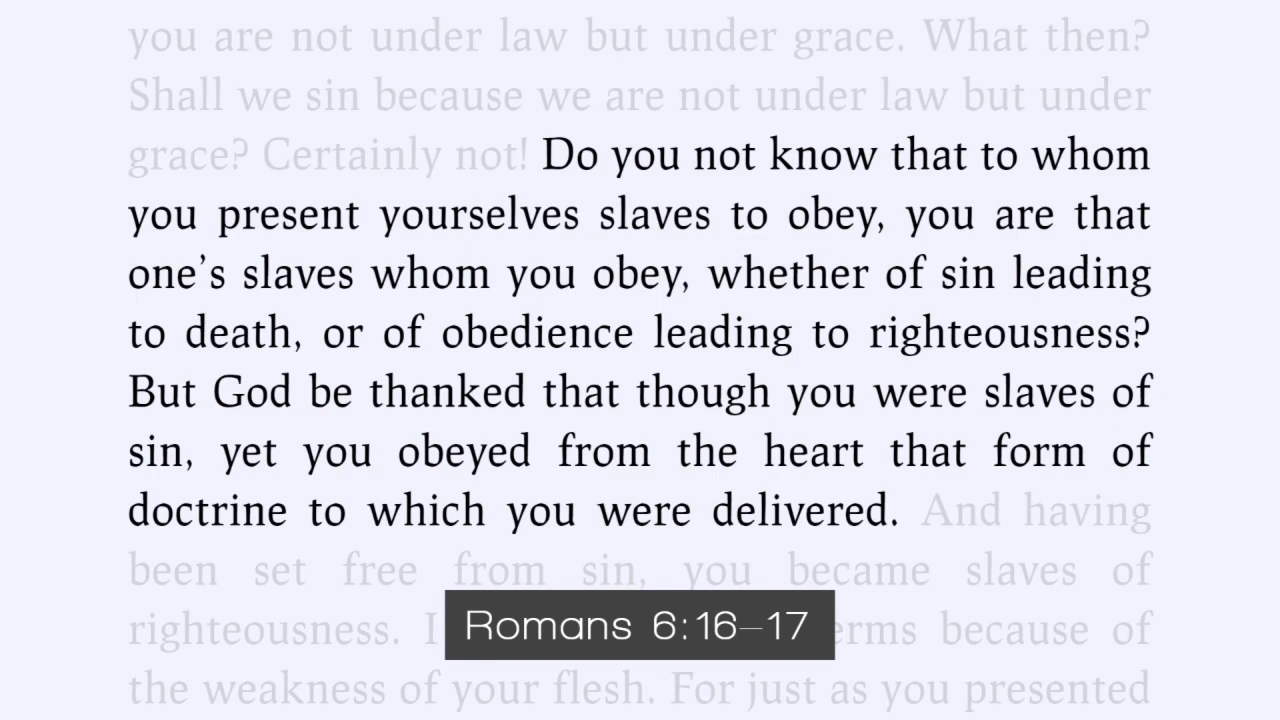 you are not under law but under grace. What then?
Shall we sin because we are not under law but under
grace? Certainly not! Do you not know that to whom
you present yourselves slaves to obey, you are that
one’s slaves whom you obey, whether of sin leading
to death, or of obedience leading to righteousness?
But God be thanked that though you were slaves of
sin, yet you obeyed from the heart that form of
doctrine to which you were delivered. And having
been set free from sin, you became slaves of
righteousness. I erms because of
Romans 6:16–17
the weakness of your flesh. For just as you presented